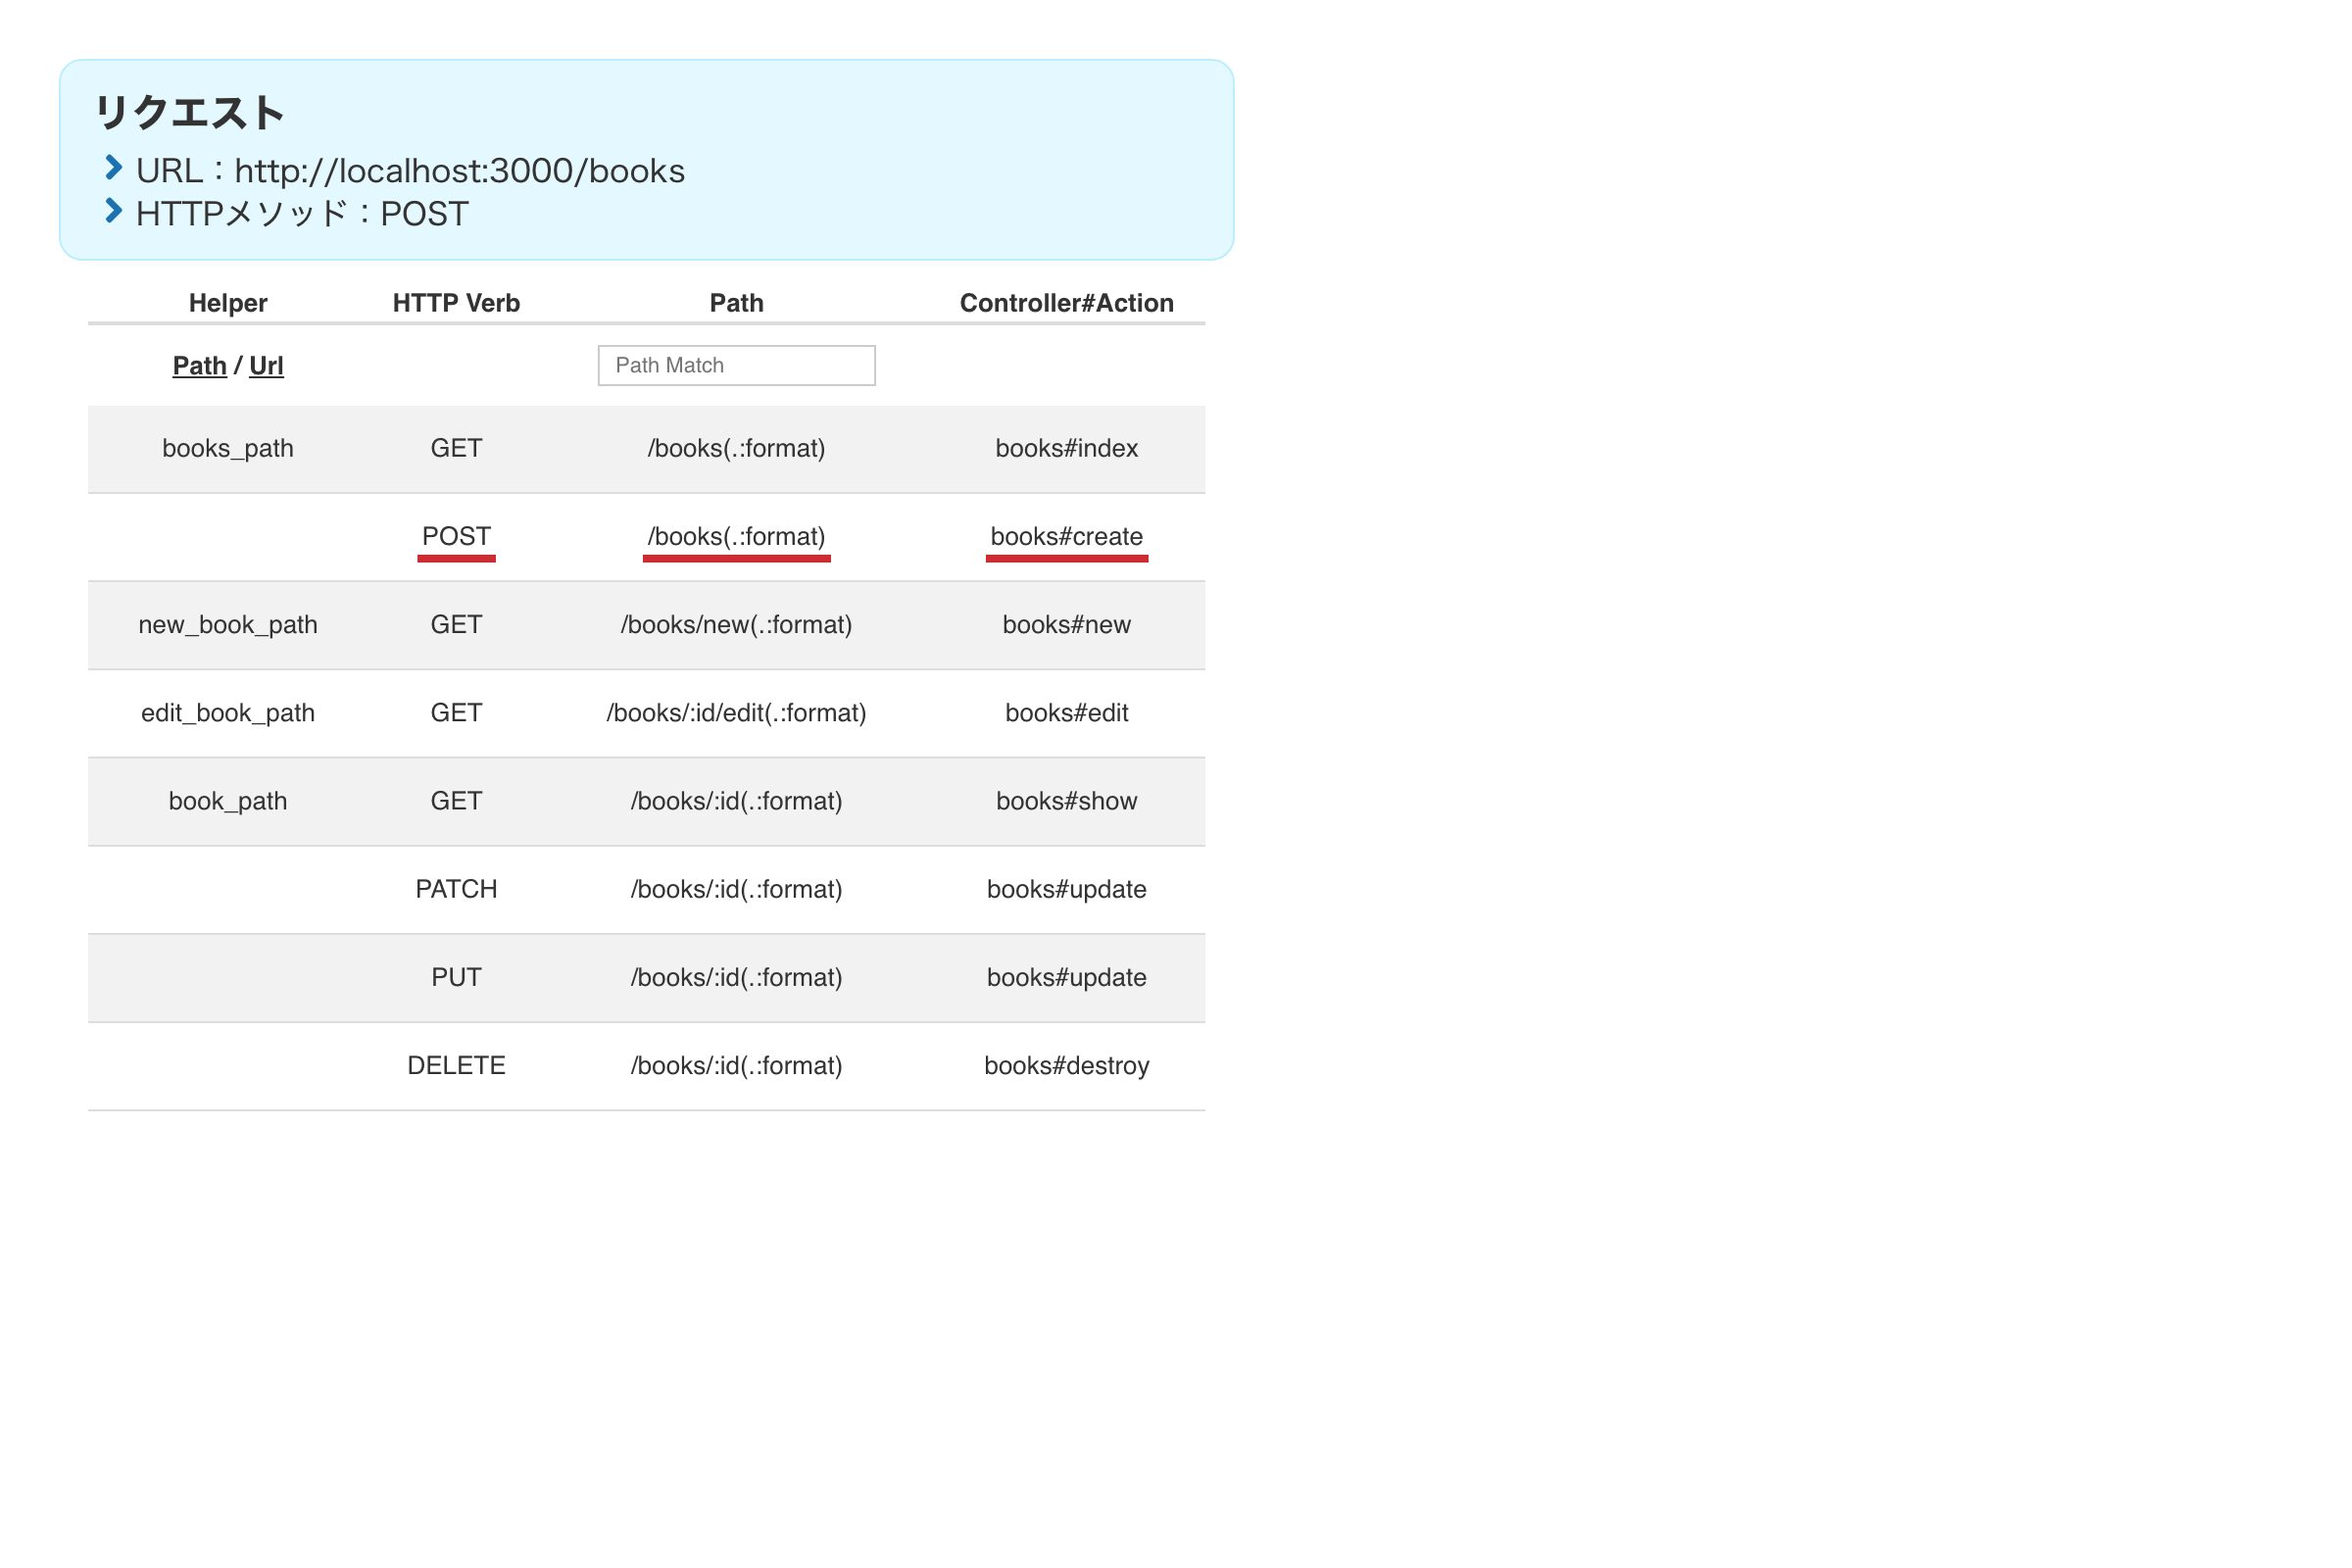 リクエスト
URL：http://localhost:3000/books
HTTPメソッド：POST
Helper HTTP Verb Path Controller#Action
Path / Url Path Match
books_path GET /books(.:format) books#index
POST /books(.:format) books#create
new_book_path GET /books/new(.:format) books#new
edit_book_path GET /books/:id/edit(.:format) books#edit
book_path GET /books/:id(.:format) books#show
PATCH /books/:id(.:format) books#update
PUT /books/:id(.:format) books#update
DELETE /books/:id(.:format) books#destroy